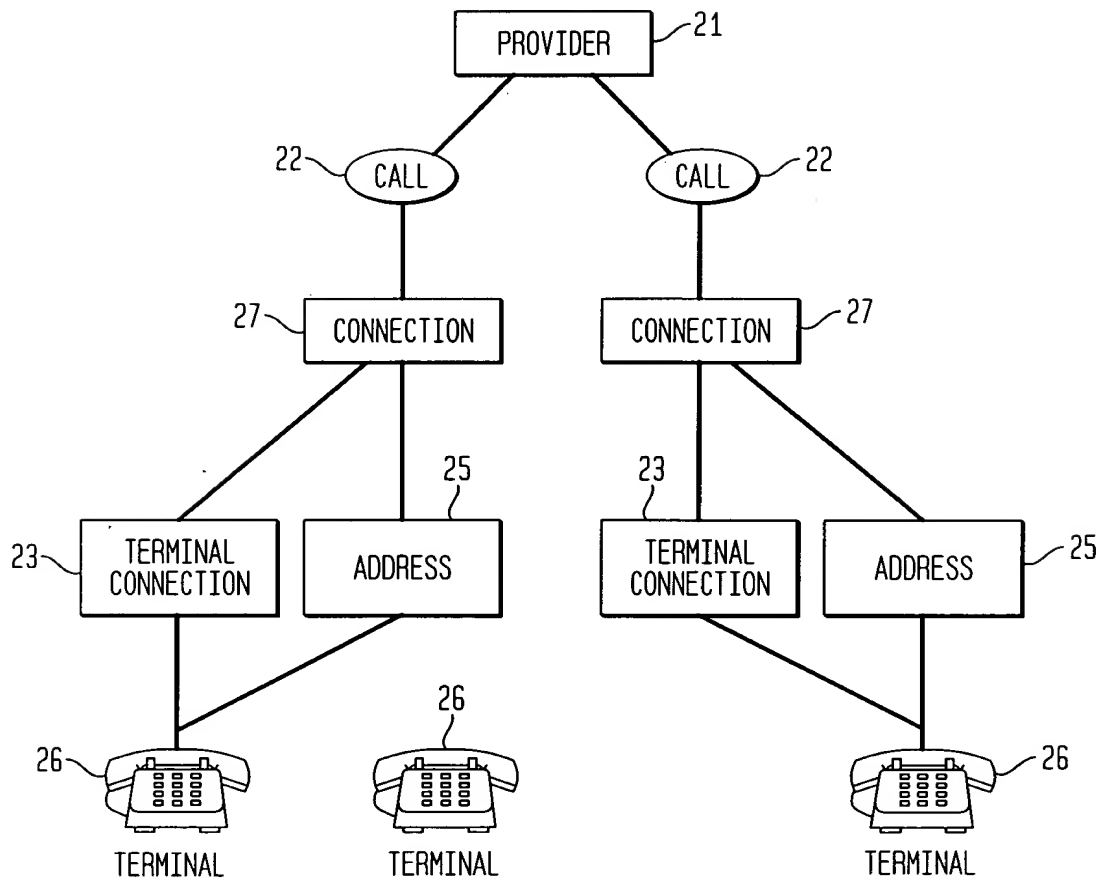 PROVIDER
21
22
CALL
CALL
22
27
CONNECTION
CONNECTION
27
25
23
23
TERMINAL
CONNECTION
ADDRESS
TERMINAL
CONNECTION
ADDRESS
25
26
26
26
TERMINAL
TERMINAL
TERMINAL